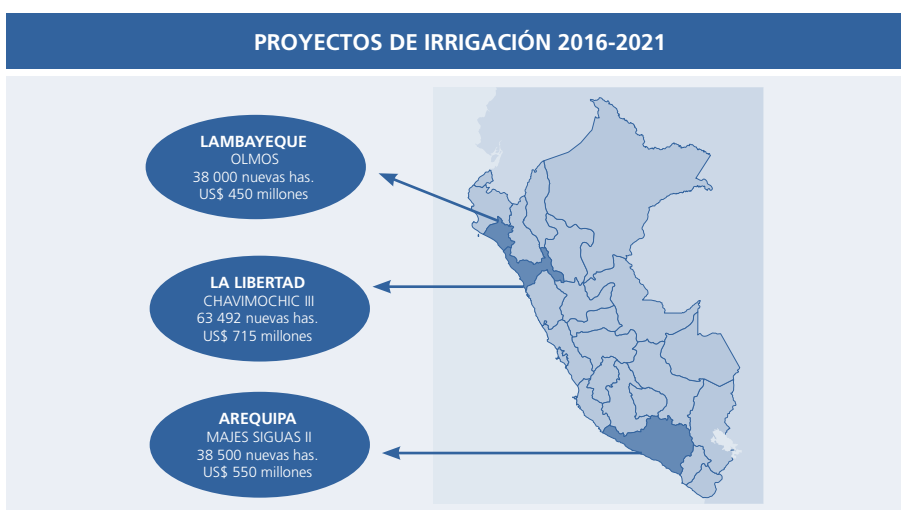 PROYECTOS DE IRRIGACIÓN 2016-2021
LAMBAYEQUE
OLMOS
38 000 nuevas has.
US$ 450 millones
LA LIBERTAD
CHAVIMOCHIC III
63 492 nuevas has.
US$ 715 millones
AREQUIPA
MAJES SIGUAS II
38 500 nuevas has.
US$ 550 millones